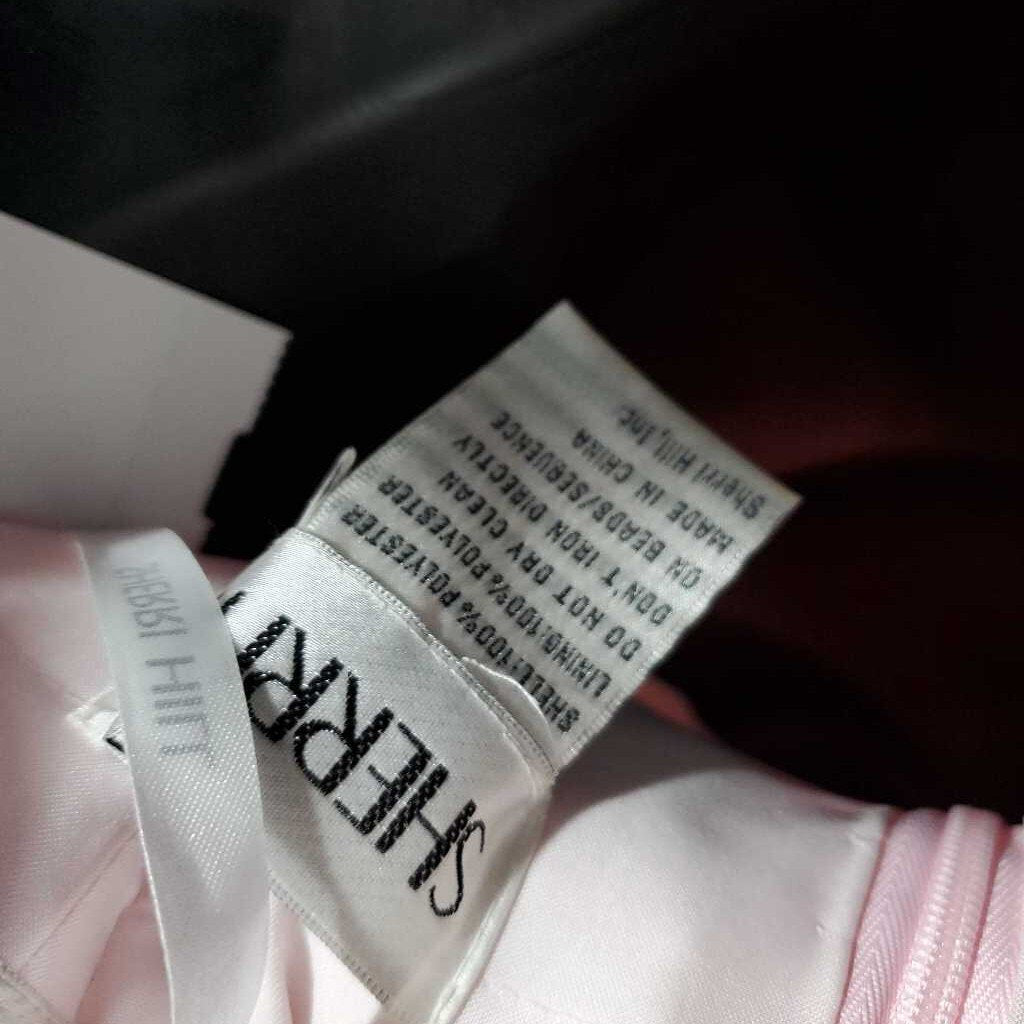 SHERRI
SHELL:100% POLYESTER
LINING:100% POLYESTER
DO NOT DRY CLEAN
DON'T IRON DIRECTLY
ON BEADS/SEQUENCE
MADE IN CHINA
Sherri Hill, Inc.
SHERRI HILL